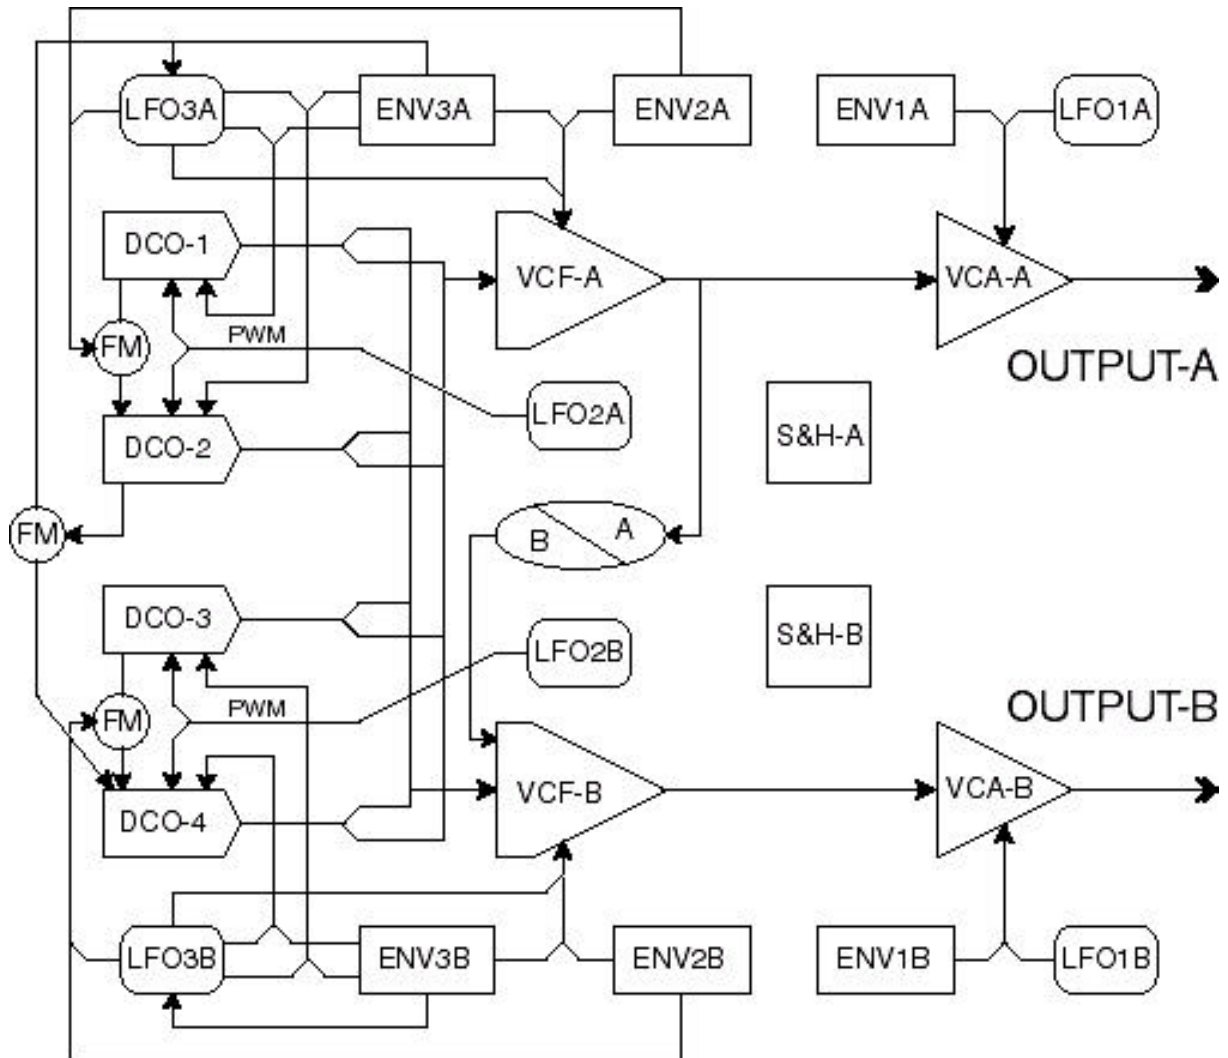 LFO3A
ENV3A
ENV2A
ENV1A
LFO1A
DCO-1
VCF-A
VCA-A
PWM
FM
OUTPUT-A
LFO2A
S&H-A
DCO-2
FM
B
A
DCO-3
S&H-B
LFO2B
PWM
FM
OUTPUT-B
VCF-B
VCA-B
DCO-4
LFO3B
ENV3B
ENV2B
ENV1B
LFO1B